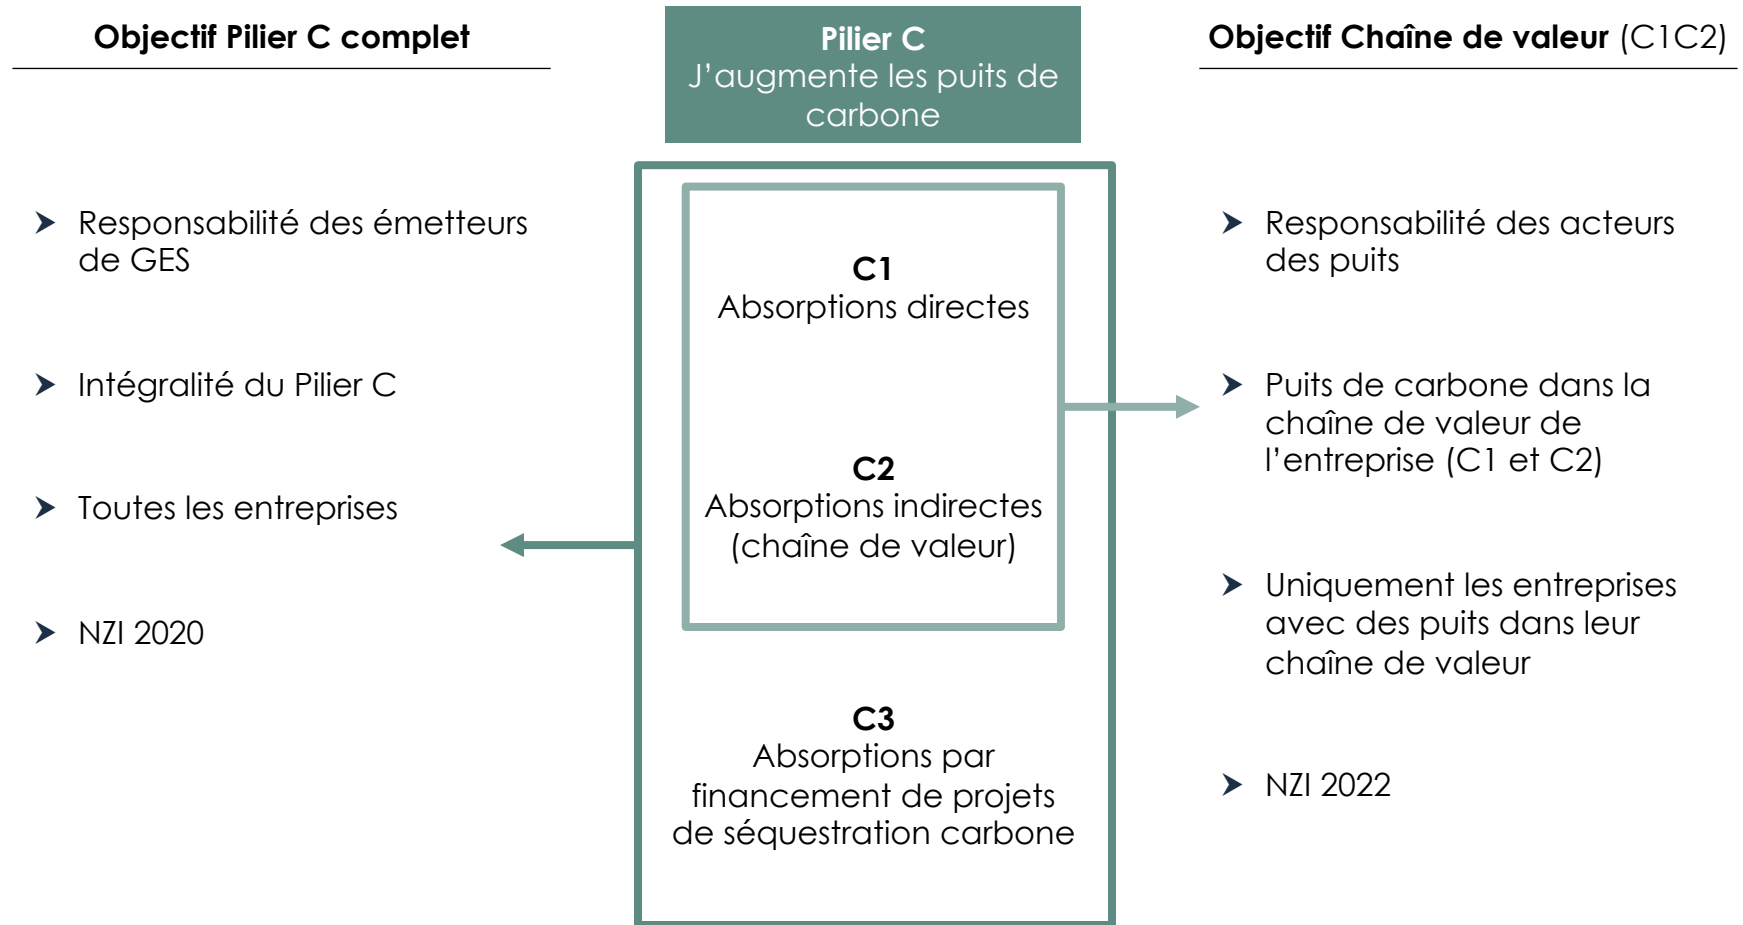 Objectif Pilier C complet
Responsabilité des émetteurs
de GES
Intégralité du Pilier C
Toutes les entreprises
NZI 2020
Pilier C
J’augmente les puits de
carbone
C1
Absorptions directes
C2
Absorptions indirectes
(chaîne de valeur)
C3
Absorptions par
financement de projets
de séquestration carbone
Objectif Chaîne de valeur (C1C2)
Responsabilité des acteurs
des puits
Puits de carbone dans la
chaîne de valeur de
l’entreprise (C1 et C2)
Uniquement les entreprises
avec des puits dans leur
chaîne de valeur
NZI 2022